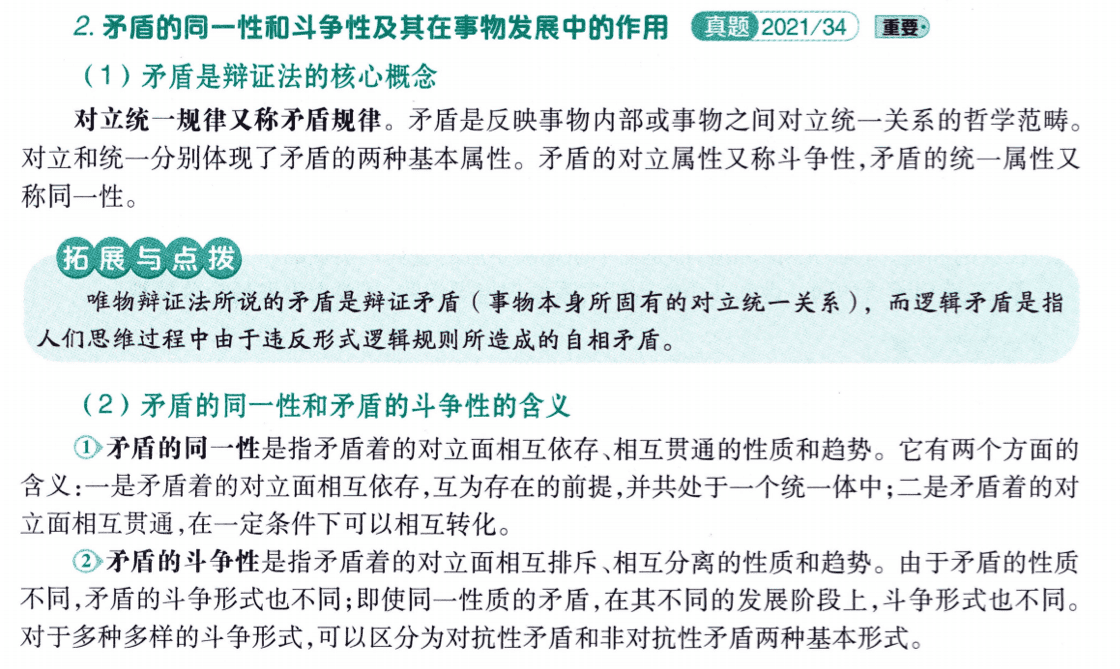 2. 矛盾的同一性和斗争性及其在事物发展中的作用 真题 2021/34 重要
（1）矛盾是辩证法的核心概念
对立统一规律又称矛盾规律。矛盾是反映事物内部或事物之间对立统一关系的哲学范畴。
对立和统一分别体现了矛盾的两种基本属性。矛盾的对立属性又称斗争性,矛盾的统一属性又
称同一性。
拓展与点拨
唯物辩证法所说的矛盾是辩证矛盾（事物本身所固有的对立统一关系），而逻辑矛盾是指
人们思维过程中由于违反形式逻辑规则所造成的自相矛盾。
（2）矛盾的同一性和矛盾的斗争性的含义
①矛盾的同一性是指矛盾着的对立面相互依存、相互贯通的性质和趋势。它有两个方面的
含义:一是矛盾着的对立面相互依存,互为存在的前提,并共处于一个统一体中;二是矛盾着的对
立面相互贯通,在一定条件下可以相互转化。
②矛盾的斗争性是指矛盾着的对立面相互排斥、相互分离的性质和趋势。由于矛盾的性质
不同,矛盾的斗争形式也不同;即使同一性质的矛盾,在其不同的发展阶段上,斗争形式也不同。
对于多种多样的斗争形式,可以区分为对抗性矛盾和非对抗性矛盾两种基本形式。